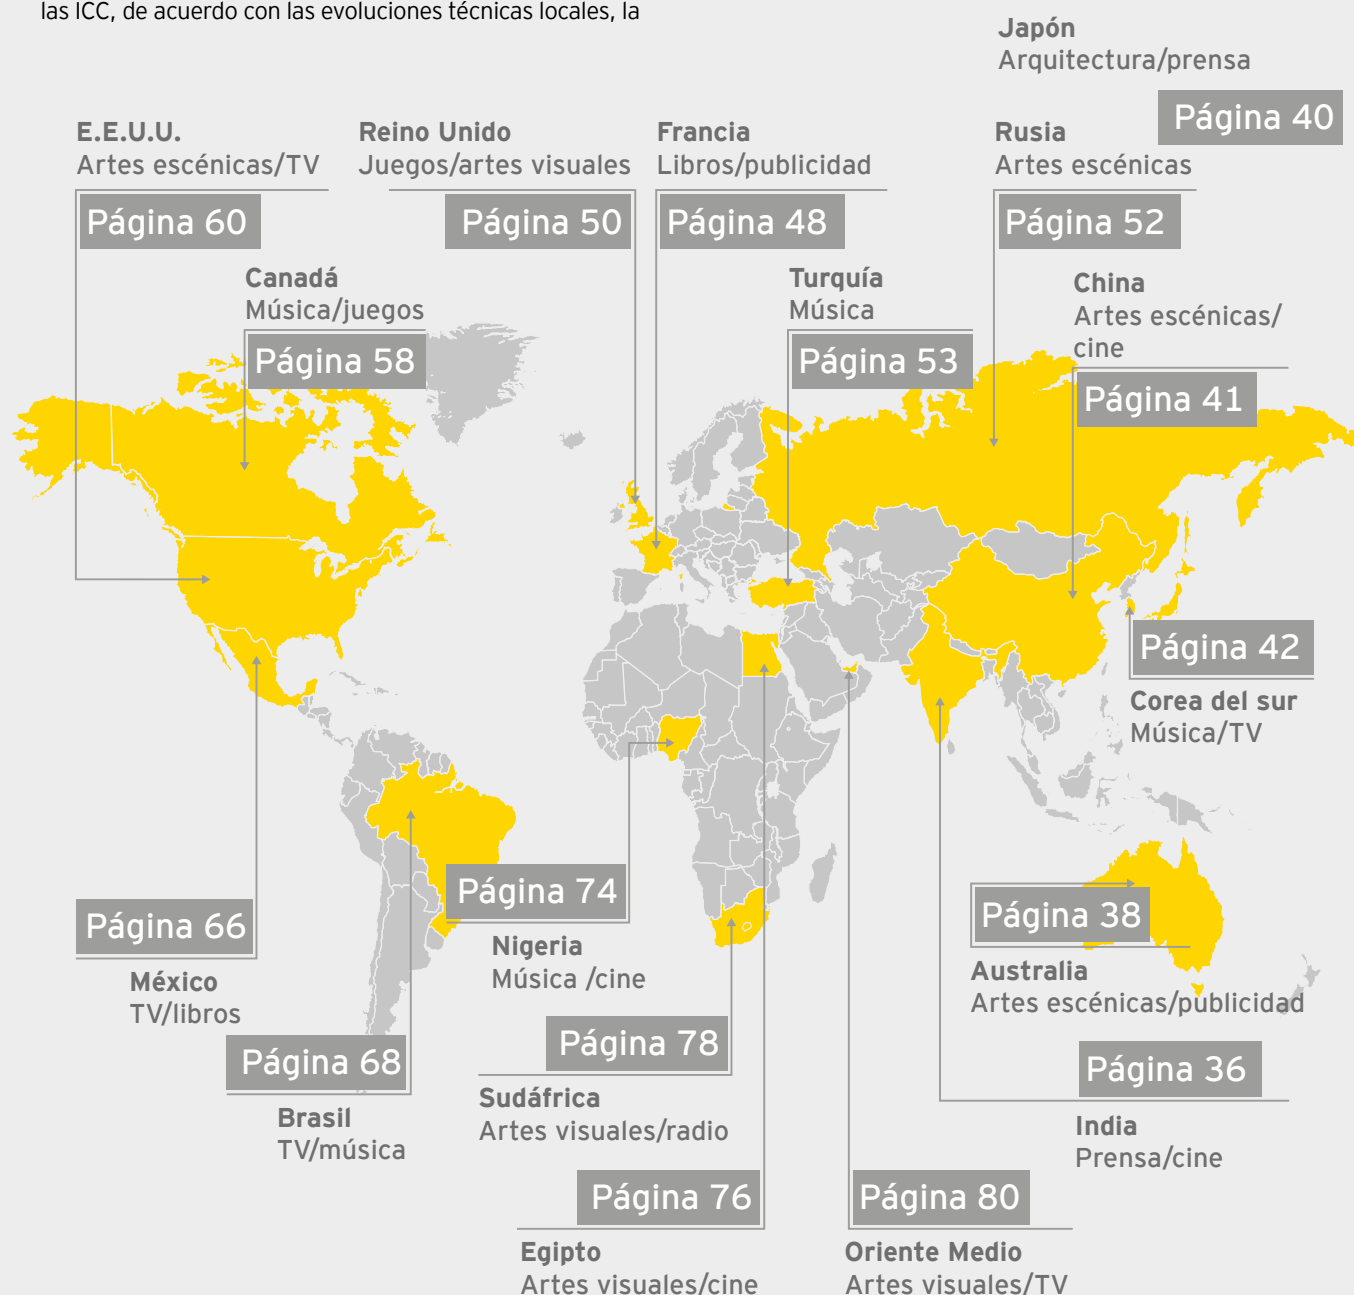 las ICC, de acuerdo con las evoluciones técnicas locales, la
Japón
Arquitectura/prensa
Página 40
E.E.U.U.
Artes escénicas/TV
Página 60
Reino Unido
Juegos/artes visuales
Página 50
Francia
Libros/publicidad
Página 48
Rusia
Artes escénicas
Página 52
Canadá
Música/juegos
Página 58
Turquía
Música
Página 53
China
Artes escénicas/
cine
Página 41
Página 42
Corea del sur
Música/TV
Página 66
México
TV/libros
Página 74
Nigeria
Música /cine
Página 38
Australia
Artes escénicas/publicidad
Página 68
Brasil
TV/música
Página 78
Sudáfrica
Artes visuales/radio
Página 36
India
Prensa/cine
Página 76
Egipto
Artes visuales/cine
Página 80
Oriente Medio
Artes visuales/TV